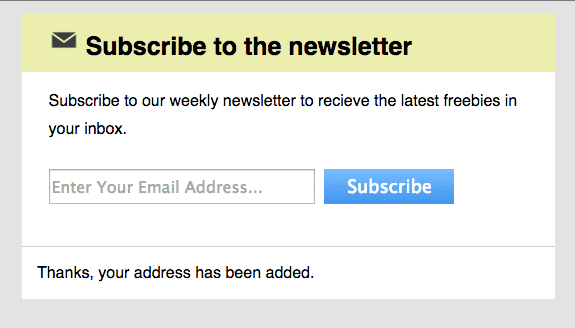 Subscribe to the newsletter
Subscribe to our weekly newsletter to recieve the latest freebies in
your inbox.
Enter Your Email Address...
Subscribe
Thanks, your address has been added.